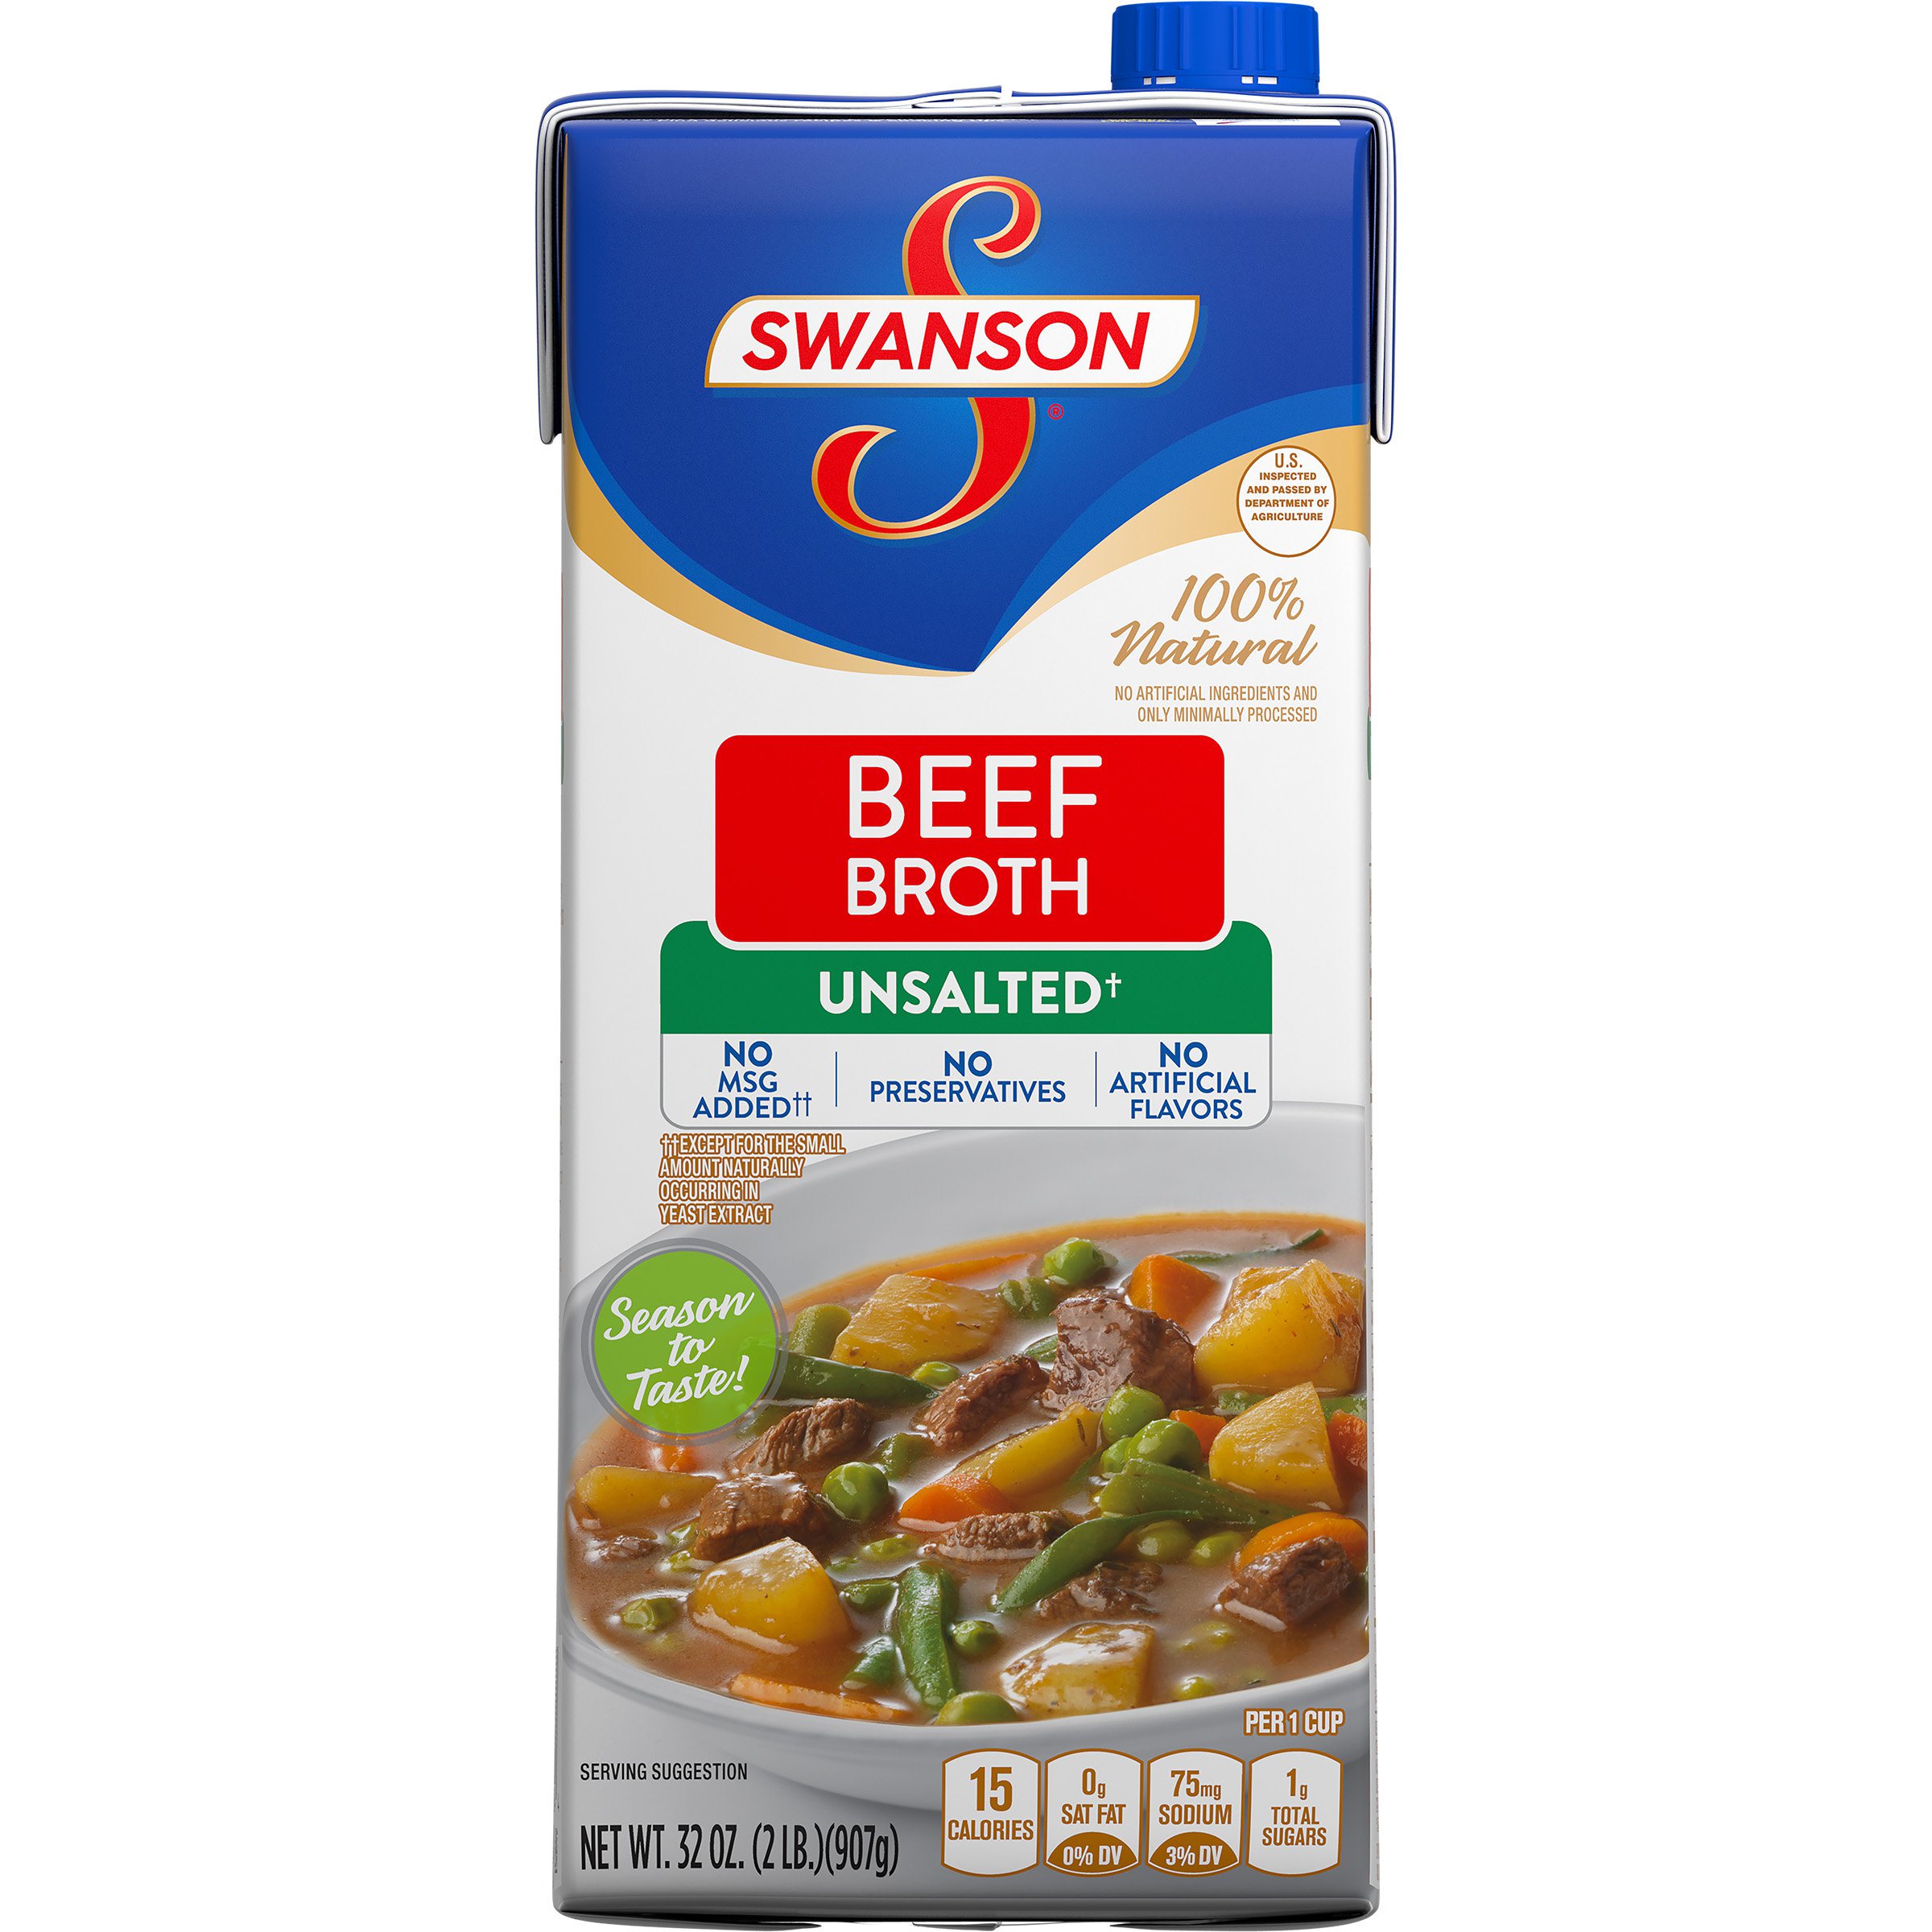 SWANSON
®
U.S.
INSPECTED
AND PASSED BY
DEPARTMENT OF
AGRICULTURE
100%
Natural
NO ARTIFICIAL INGREDIENTS AND
ONLY MINIMALLY PROCESSED
BEEF
BROTH
UNSALTED†
NO
MSG
ADDED††
NO
PRESERVATIVES
NO
ARTIFICIAL
FLAVORS
††EXCEPT FOR THE SMALL
AMOUNT NATURALLY
OCCURRING IN
YEAST EXTRACT
Season
to
Taste!
PER 1 CUP
15
CALORIES
0g
SAT FAT
0% DV
75mg
SODIUM
3% DV
1g
TOTAL
SUGARS
SERVING SUGGESTION
NET WT. 32 OZ. (2 LB.)(907g)